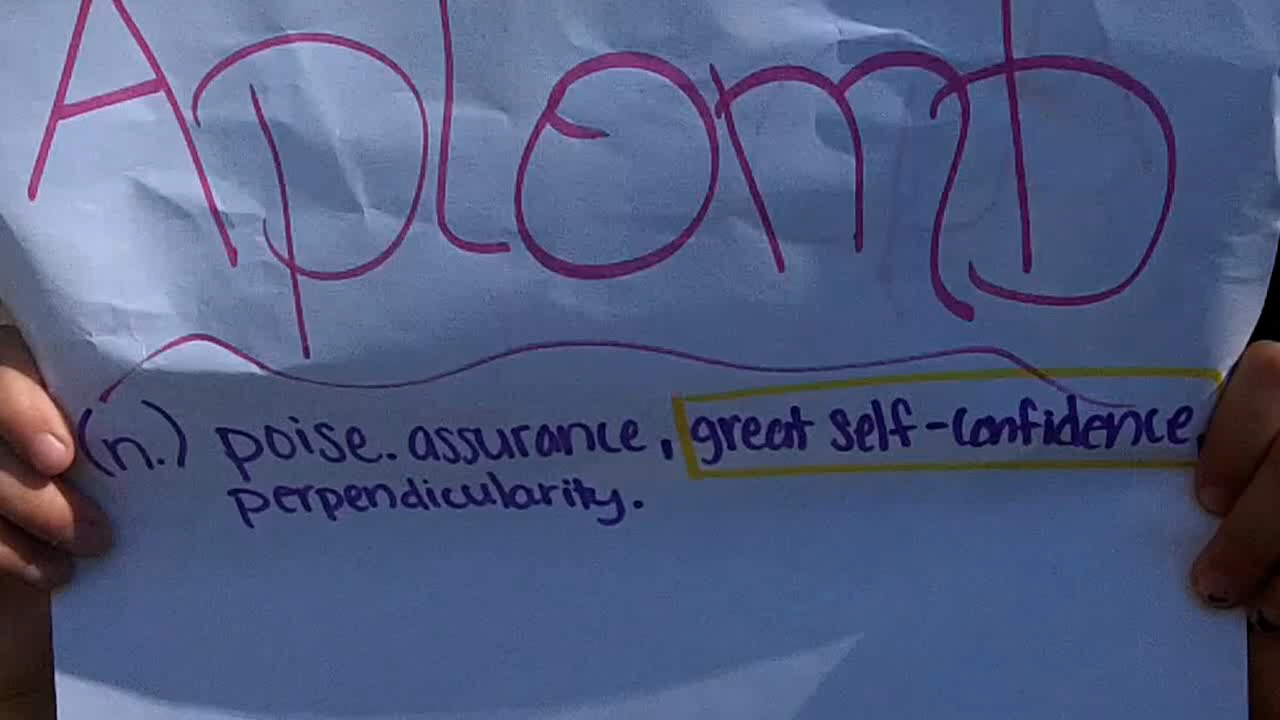 Aplomb
(n.) poise. assurance, great self-confidence,
perpendicularity.